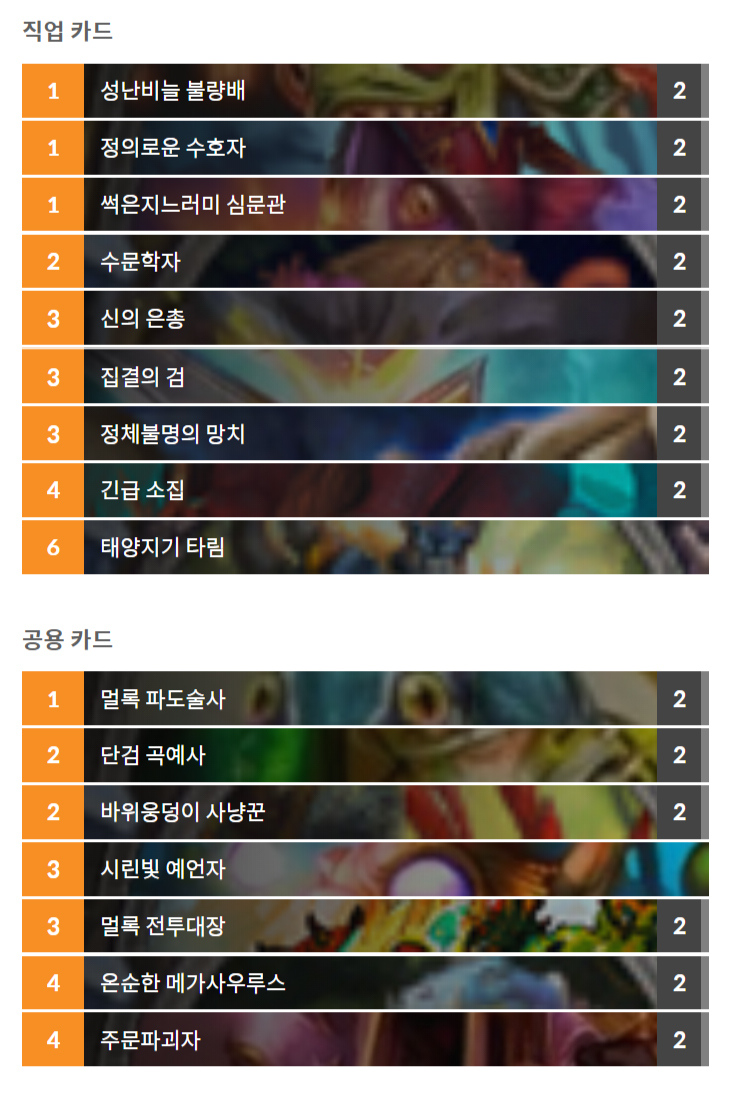 직업 카드
1 성난비늘 불량배 2
1 정의로운 수호자 2
1 썩은지느러미 심문관 2
2 수문학자 2
3 신의 은총 2
3 집결의 검 2
3 정체불명의 망치 2
4 긴급 소집 2
6 태양지기 타림
공용 카드
1 멀록 파도술사 2
2 단검 곡예사 2
2 바위웅덩이 사냥꾼 2
3 시린빛 예언자
3 멀록 전투대장 2
4 온순한 메가사우루스 2
4 주문파괴자 2